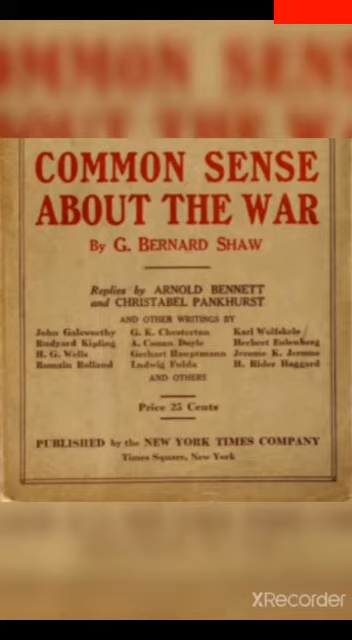 COMMON SENSE
ABOUT THE WAR
By G. BERNARD SHAW
Replies by ARNOLD BENNETT
and CHRISTABEL PANKHURST
AND OTHER WRITINGS BY
John Galsworthy G. K. Chesterton Karl Wolfskehl
Rudyard Kipling A. Conan Doyle Herbert Eulenberg
H. G. Wells Gerhart Hauptmann Jerome K. Jerome
Romain Rolland Ludwig Fulda H. Rider Haggard
AND OTHERS
Price 25 Cents
PUBLISHED by the NEW YORK TIMES COMPANY
Times Square, New York
XRecorder